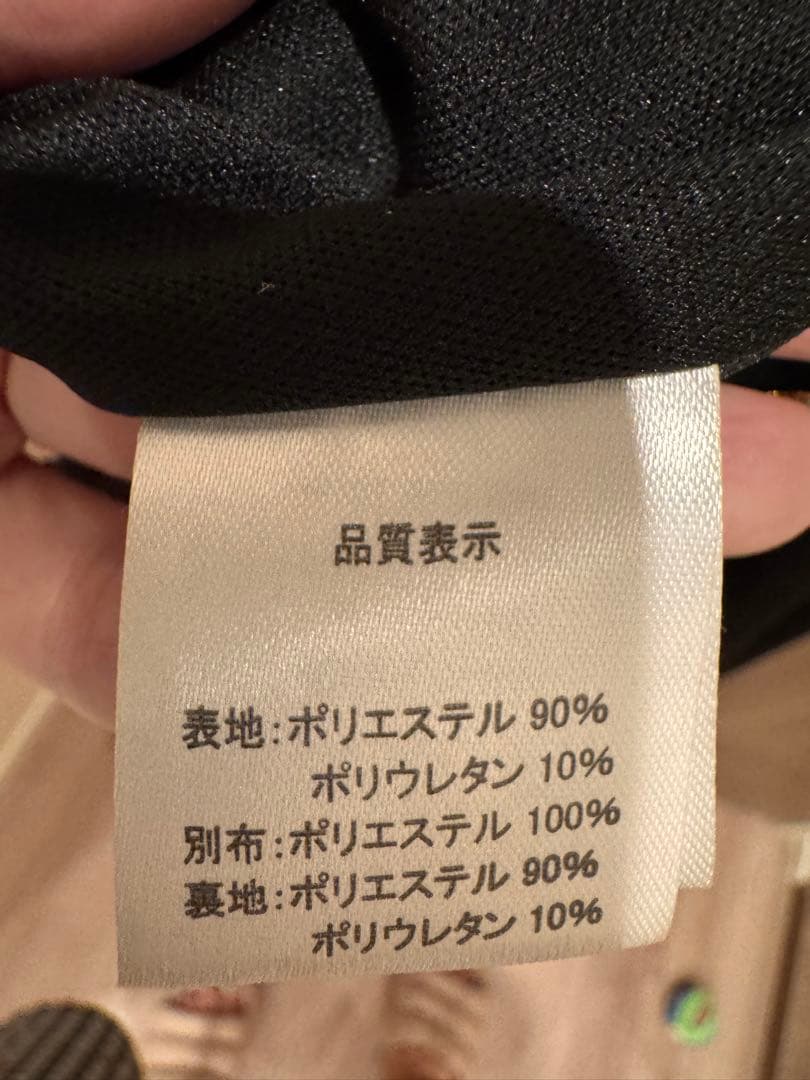 品質表示
表地:ポリエステル 90%
ポリウレタン 10%
別布:ポリエステル 100%
裏地:ポリエステル 90%
ポリウレタン 10%